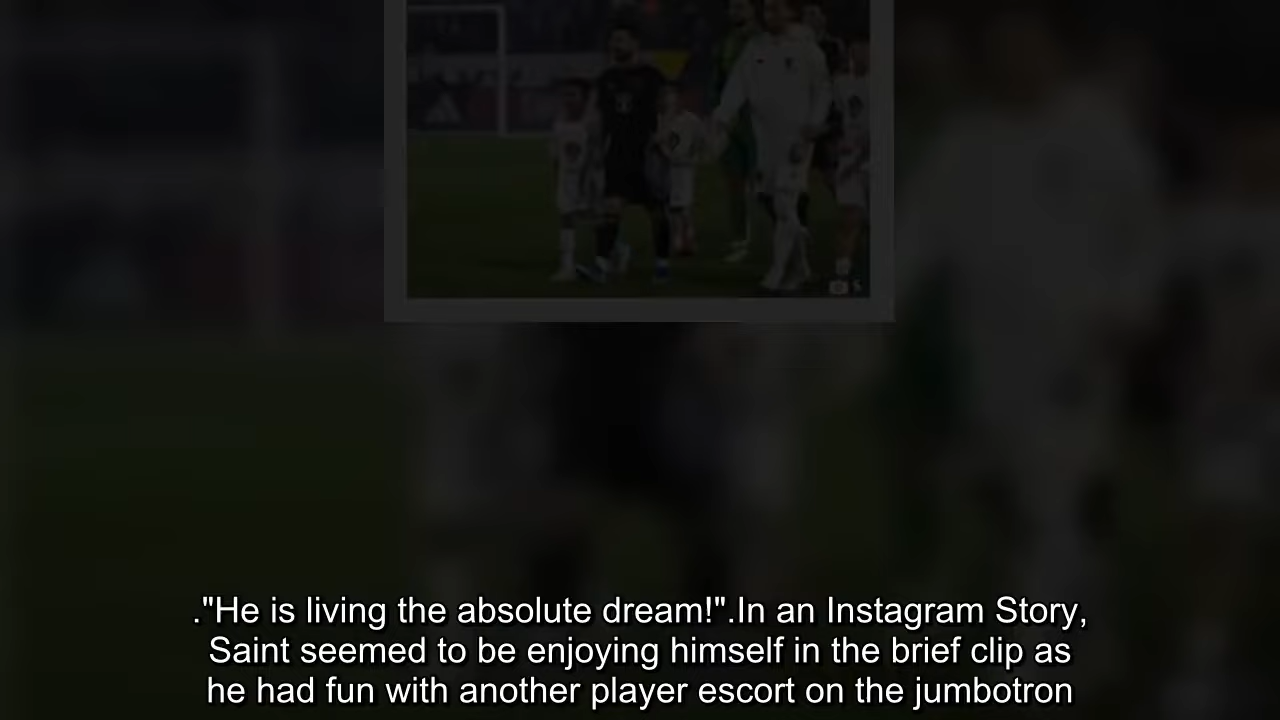 ."He is living the absolute dream!".In an Instagram Story,
Saint seemed to be enjoying himself in the brief clip as
he had fun with another player escort on the jumbotron